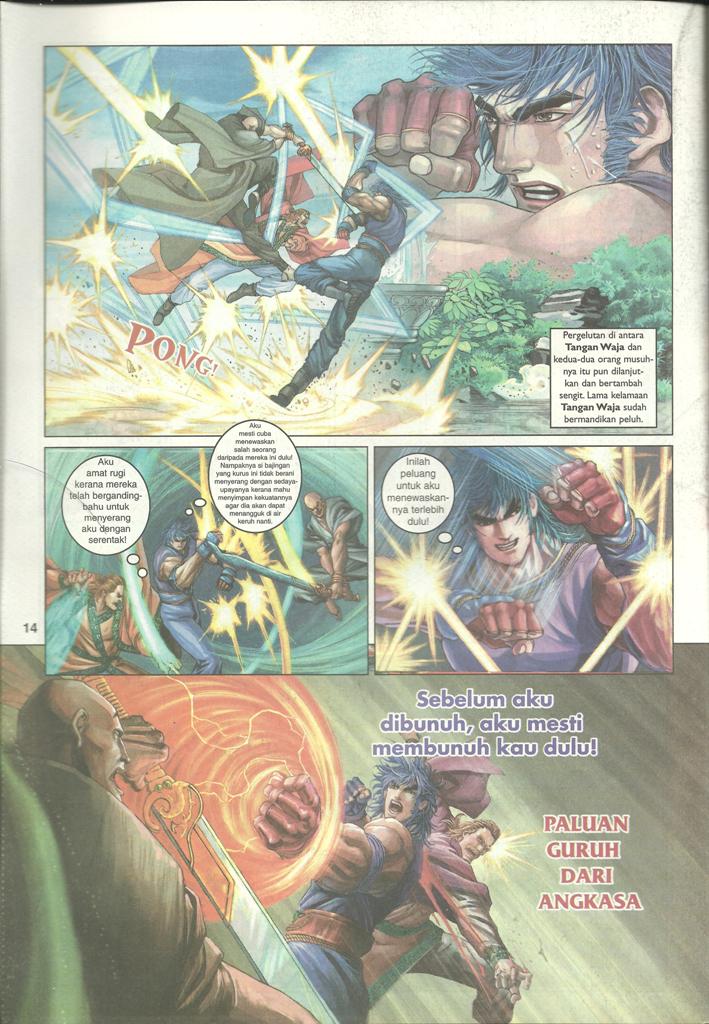 PONG!
Pergelutan di antara
Tangan Waja dan
kedua-dua orang musuh-
nya itu pun dilanjut-
kan dan bertambah
sengit. Lama kelamaan
Tangan Waja sudah
bermandikan peluh.
Aku
amat rugi
kerana mereka
telah berganding-
bahu untuk
menyerang
aku dengan
serentak!
Aku
mesti cuba
menewaskan
salah seorang
daripada mereka ini dulu!
Nampaknya si bajingan
yang kurus ini tidak berani
menyerang dengan sedaya-
upayanya kerana mahu
menyimpan kekuatannya
agar dia akan dapat
menangguk di air
keruh nanti.
Inilah
peluang
untuk aku
menewaskan-
nya terlebih
dulu!
14
Sebelum aku
dibunuh, aku mesti
membunuh kau dulu!
PALUAN
GURUH
DARI
ANGKASA